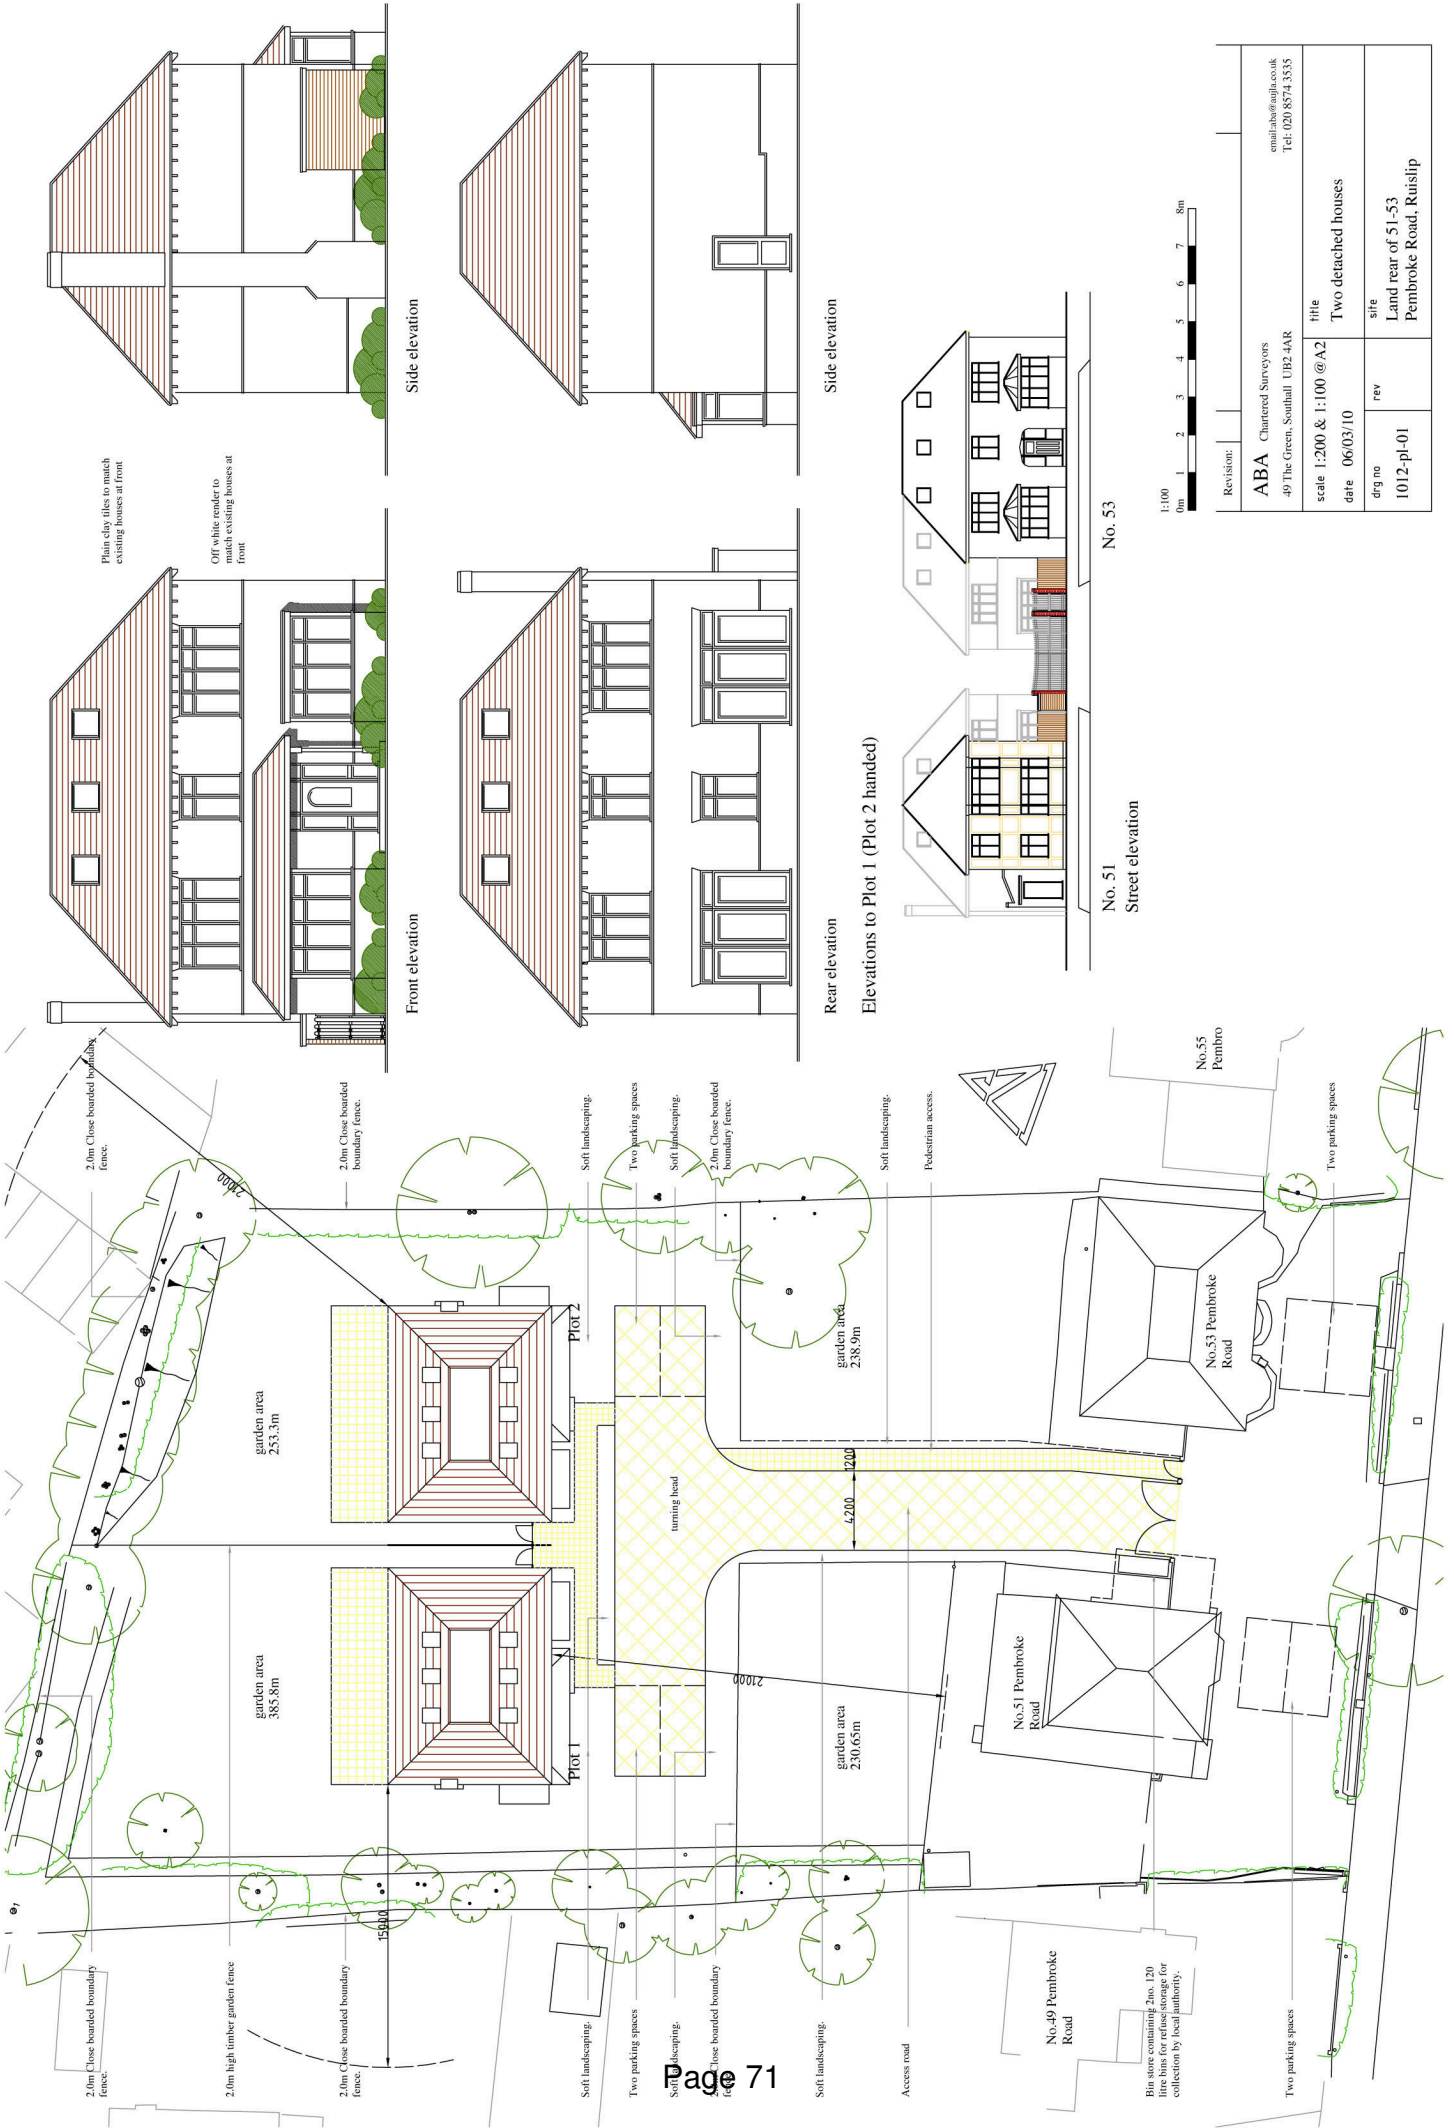 2.0m Close boarded boundary
fence.
2.0m high timber garden fence
2.0m Close boarded boundary
fence.
Soft landscaping.
Two parking spaces
Soft landscaping.
2.0m Close boarded boundary
fence.
Soft landscaping.
Access road
Bin store containing 2no. 120
litre bins for refuse storage for
collection by local authority.
Two parking spaces
No.49 Pembroke
Road
15000
garden area
385.8m
Plot 1
garden area
253.3m
Plot 2
21000
turning head
garden area
230.65m
21000
4200
1200
garden area
238.9m
No.51 Pembroke
Road
No.53 Pembroke
Road
No.55
Pembro
2.0m Close boarded boundary
fence.
2.0m Close boarded
boundary fence.
Soft landscaping.
Two parking spaces
Soft landscaping.
2.0m Close boarded
boundary fence.
Soft landscaping.
Pedestrian access.
Two parking spaces
Plain clay tiles to match
existing houses at front
Off white render to
match existing houses at
front
Front elevation
Side elevation
Rear elevation
Side elevation
Elevations to Plot 1 (Plot 2 handed)
No. 51
No. 53
Street elevation
1:100
0m 1 2 3 4 5 6 7 8m
Revision:
ABA Chartered Surveyors
email:aba@aujla.co.uk
49 The Green, Southall UB2 4AR
Tel: 020 8574 3535
scale 1:200 & 1:100 @A2
date 06/03/10
title
Two detached houses
drg no
1012-pl-01
rev
site
Land rear of 51-53
Pembroke Road, Ruislip
Page 71